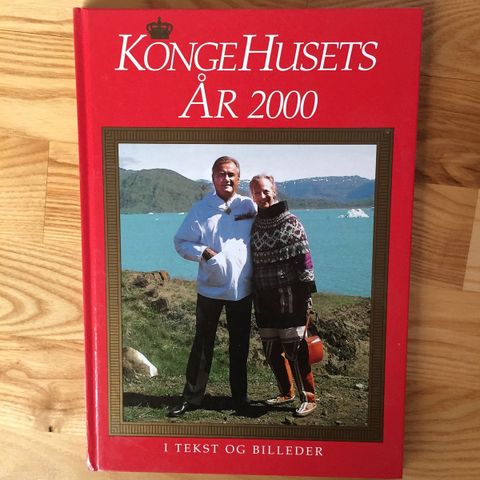 KONGEHUSETS
ÅR 2000
I TEKST OG BILLEDER